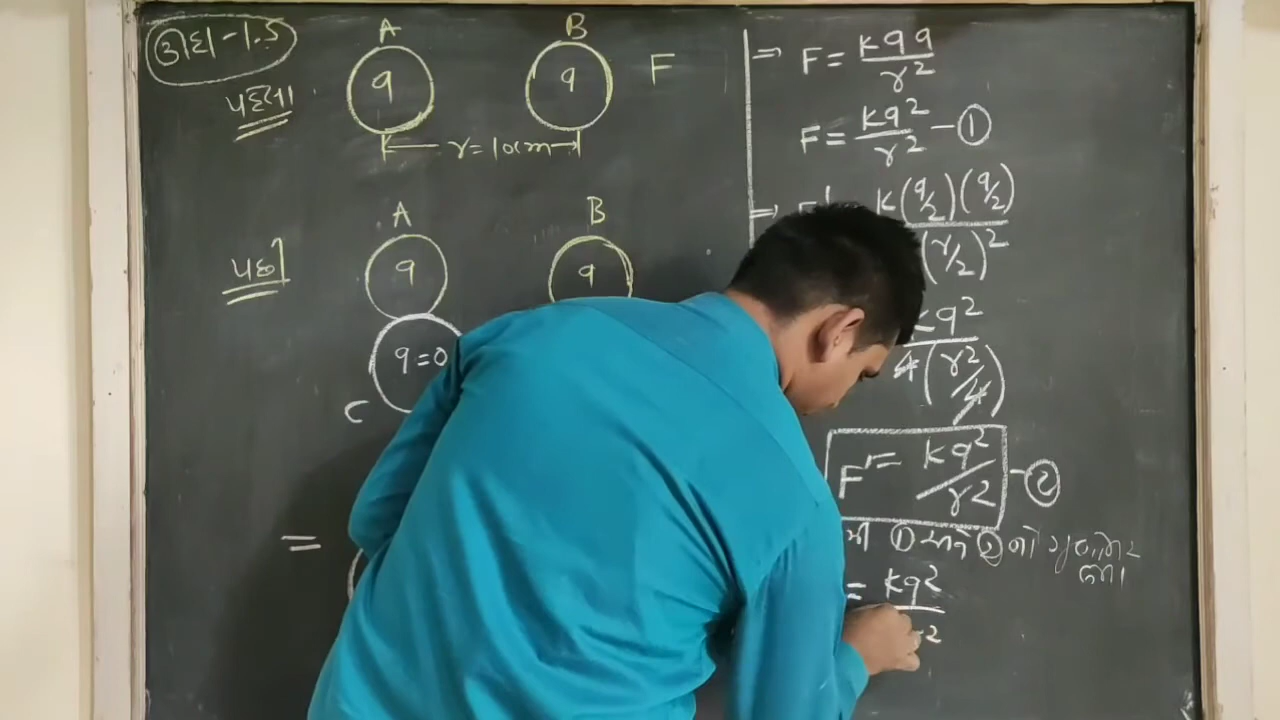 ઉદા-1.5
પહેલા
A B
q q F
r=10cm
A B
પછી
q q
q=0
C
=
⇒ F = kqq/r²
F = kq²/r² — ①
⇒ k(q/2)(q/2)
(r/2)²
kq²
4(r²/4)
F' = kq²/r² - ②
① અને ② નો ગુણોત્તર
લેતા
= kq²
r²